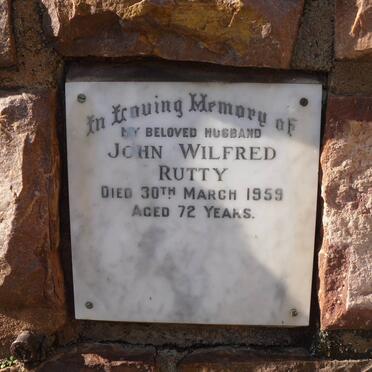 In Loving Memory of
MY BELOVED HUSBAND
JOHN WILFRED
RUTTY
DIED 30TH MARCH 1959
AGED 72 YEARS.